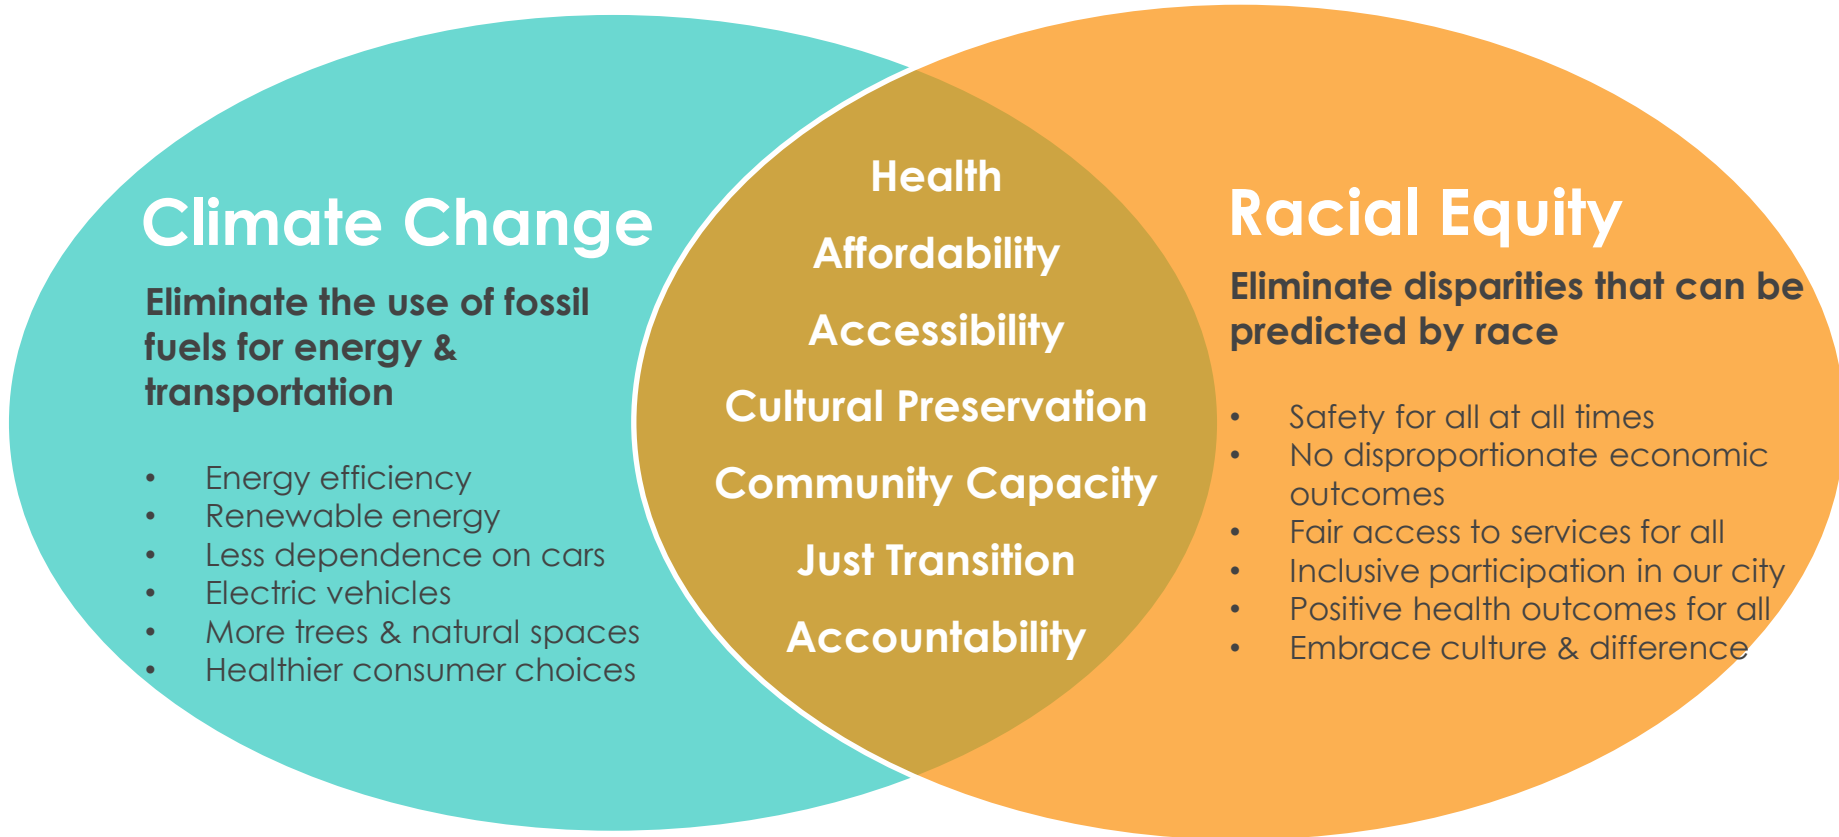 Climate Change
Eliminate the use of fossil
fuels for energy &
transportation
• Energy efficiency
• Renewable energy
• Less dependence on cars
• Electric vehicles
• More trees & natural spaces
• Healthier consumer choices
Health
Affordability
Accessibility
Cultural Preservation
Community Capacity
Just Transition
Accountability
Racial Equity
Eliminate disparities that can be
predicted by race
• Safety for all at all times
• No disproportionate economic
outcomes
• Fair access to services for all
• Inclusive participation in our city
• Positive health outcomes for all
• Embrace culture & difference